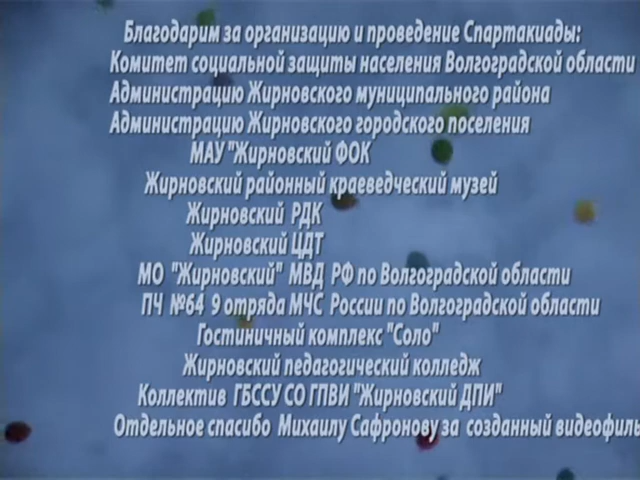 Благодарим за организацию и проведение Спартакиады:
Комитет социальной защиты населения Волгоградской области
Администрацию Жирновского муниципального района
Администрацию Жирновского городского поселения
МАУ "Жирновский ФОК
Жирновский районный краеведческий музей
Жирновский РДК
Жирновский ЦДТ
МО "Жирновский" МВД РФ по Волгоградской области
ПЧ №64 9 отряда МЧС России по Волгоградской области
Гостиничный комплекс "Соло"
Жирновский педагогический колледж
Коллектив ГБССУ СО ГПВИ "Жирновский ДПИ"
Отдельное спасибо Михаилу Сафронову за созданный видеофиль